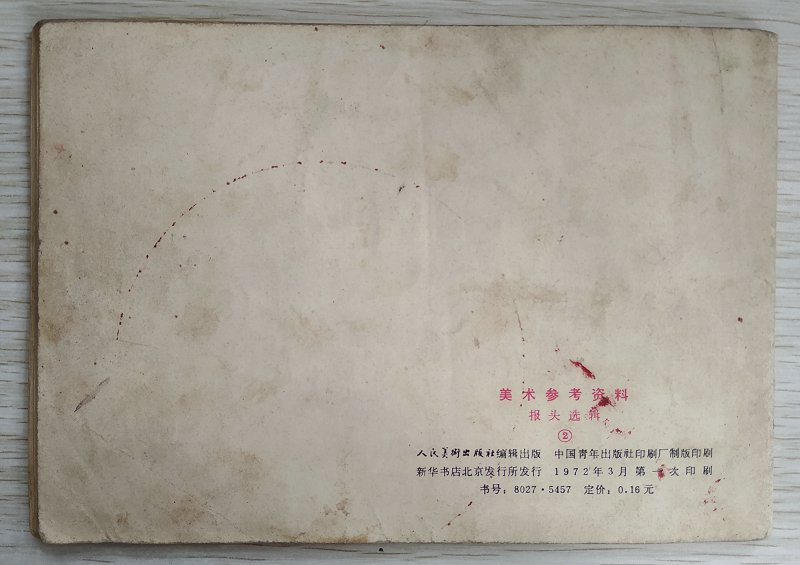 美术参考资料
报头选辑
②
人民美術出版社编辑出版 中国青年出版社印刷厂制版印刷
新华书店北京发行所发行 1972年3月第一次印刷
书号：8027·5457 定价：0.16元